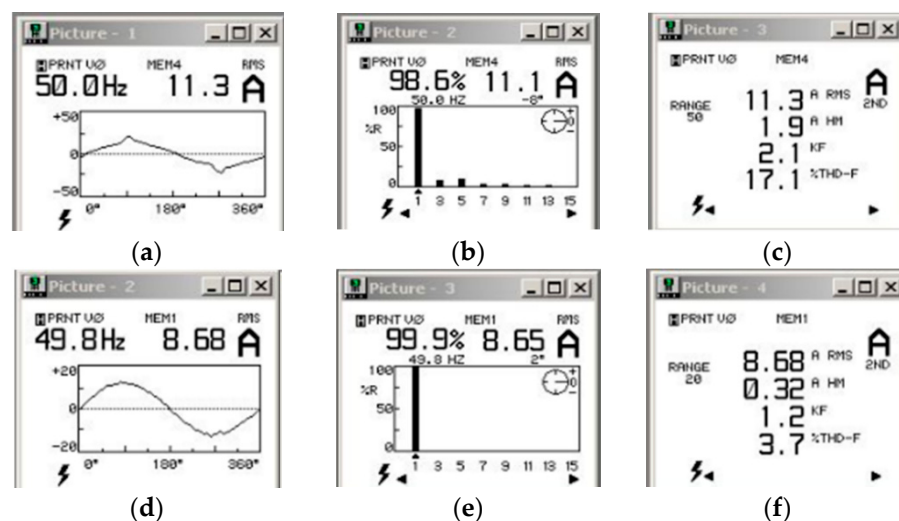 Picture - 1
PRNT VØ MEM4 RMS
50.0Hz 11.3 A
+50
0
-50
0° 180° 360°
(a)
Picture - 2
PRNT VØ MEM4 RMS
98.6% 11.1 A
50.0 HZ -8°
100
%R
50
0
+
0
-
1 3 5 7 9 11 13 15
(b)
Picture - 3
PRNT VØ MEM4
A
2ND
RANGE
50
11.3 A RMS
1.9 A HM
2.1 KF
17.1 %THD-F
(c)
Picture - 2
PRNT VØ MEM1 RMS
49.8Hz 8.68 A
+20
0
-20
0° 180° 360°
(d)
Picture - 3
PRNT VØ MEM1 RMS
99.9% 8.65 A
49.8 HZ 2°
100
%R
50
0
+
0
-
1 3 5 7 9 11 13 15
(e)
Picture - 4
PRNT VØ MEM1
A
2ND
RANGE
20
8.68 A RMS
0.32 A HM
1.2 KF
3.7 %THD-F
(f)